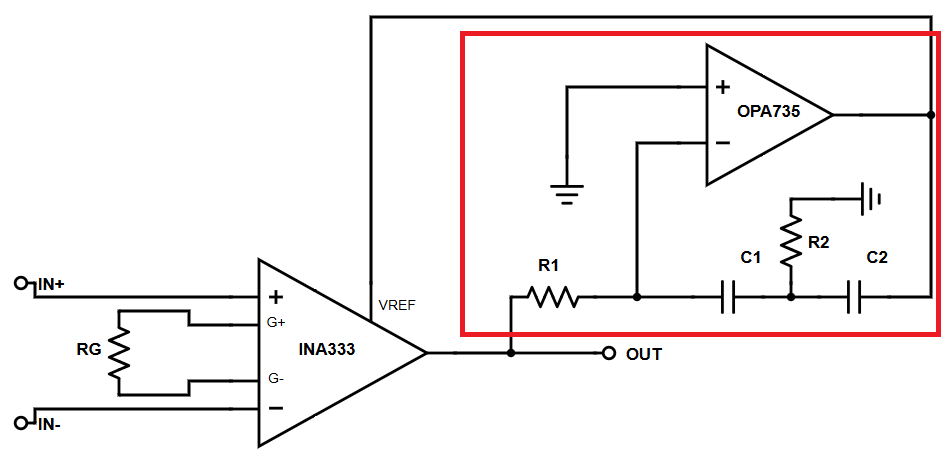 OPA735
R2
C1
C2
R1
IN+
VREF
G+
RG
INA333
OUT
G-
IN-